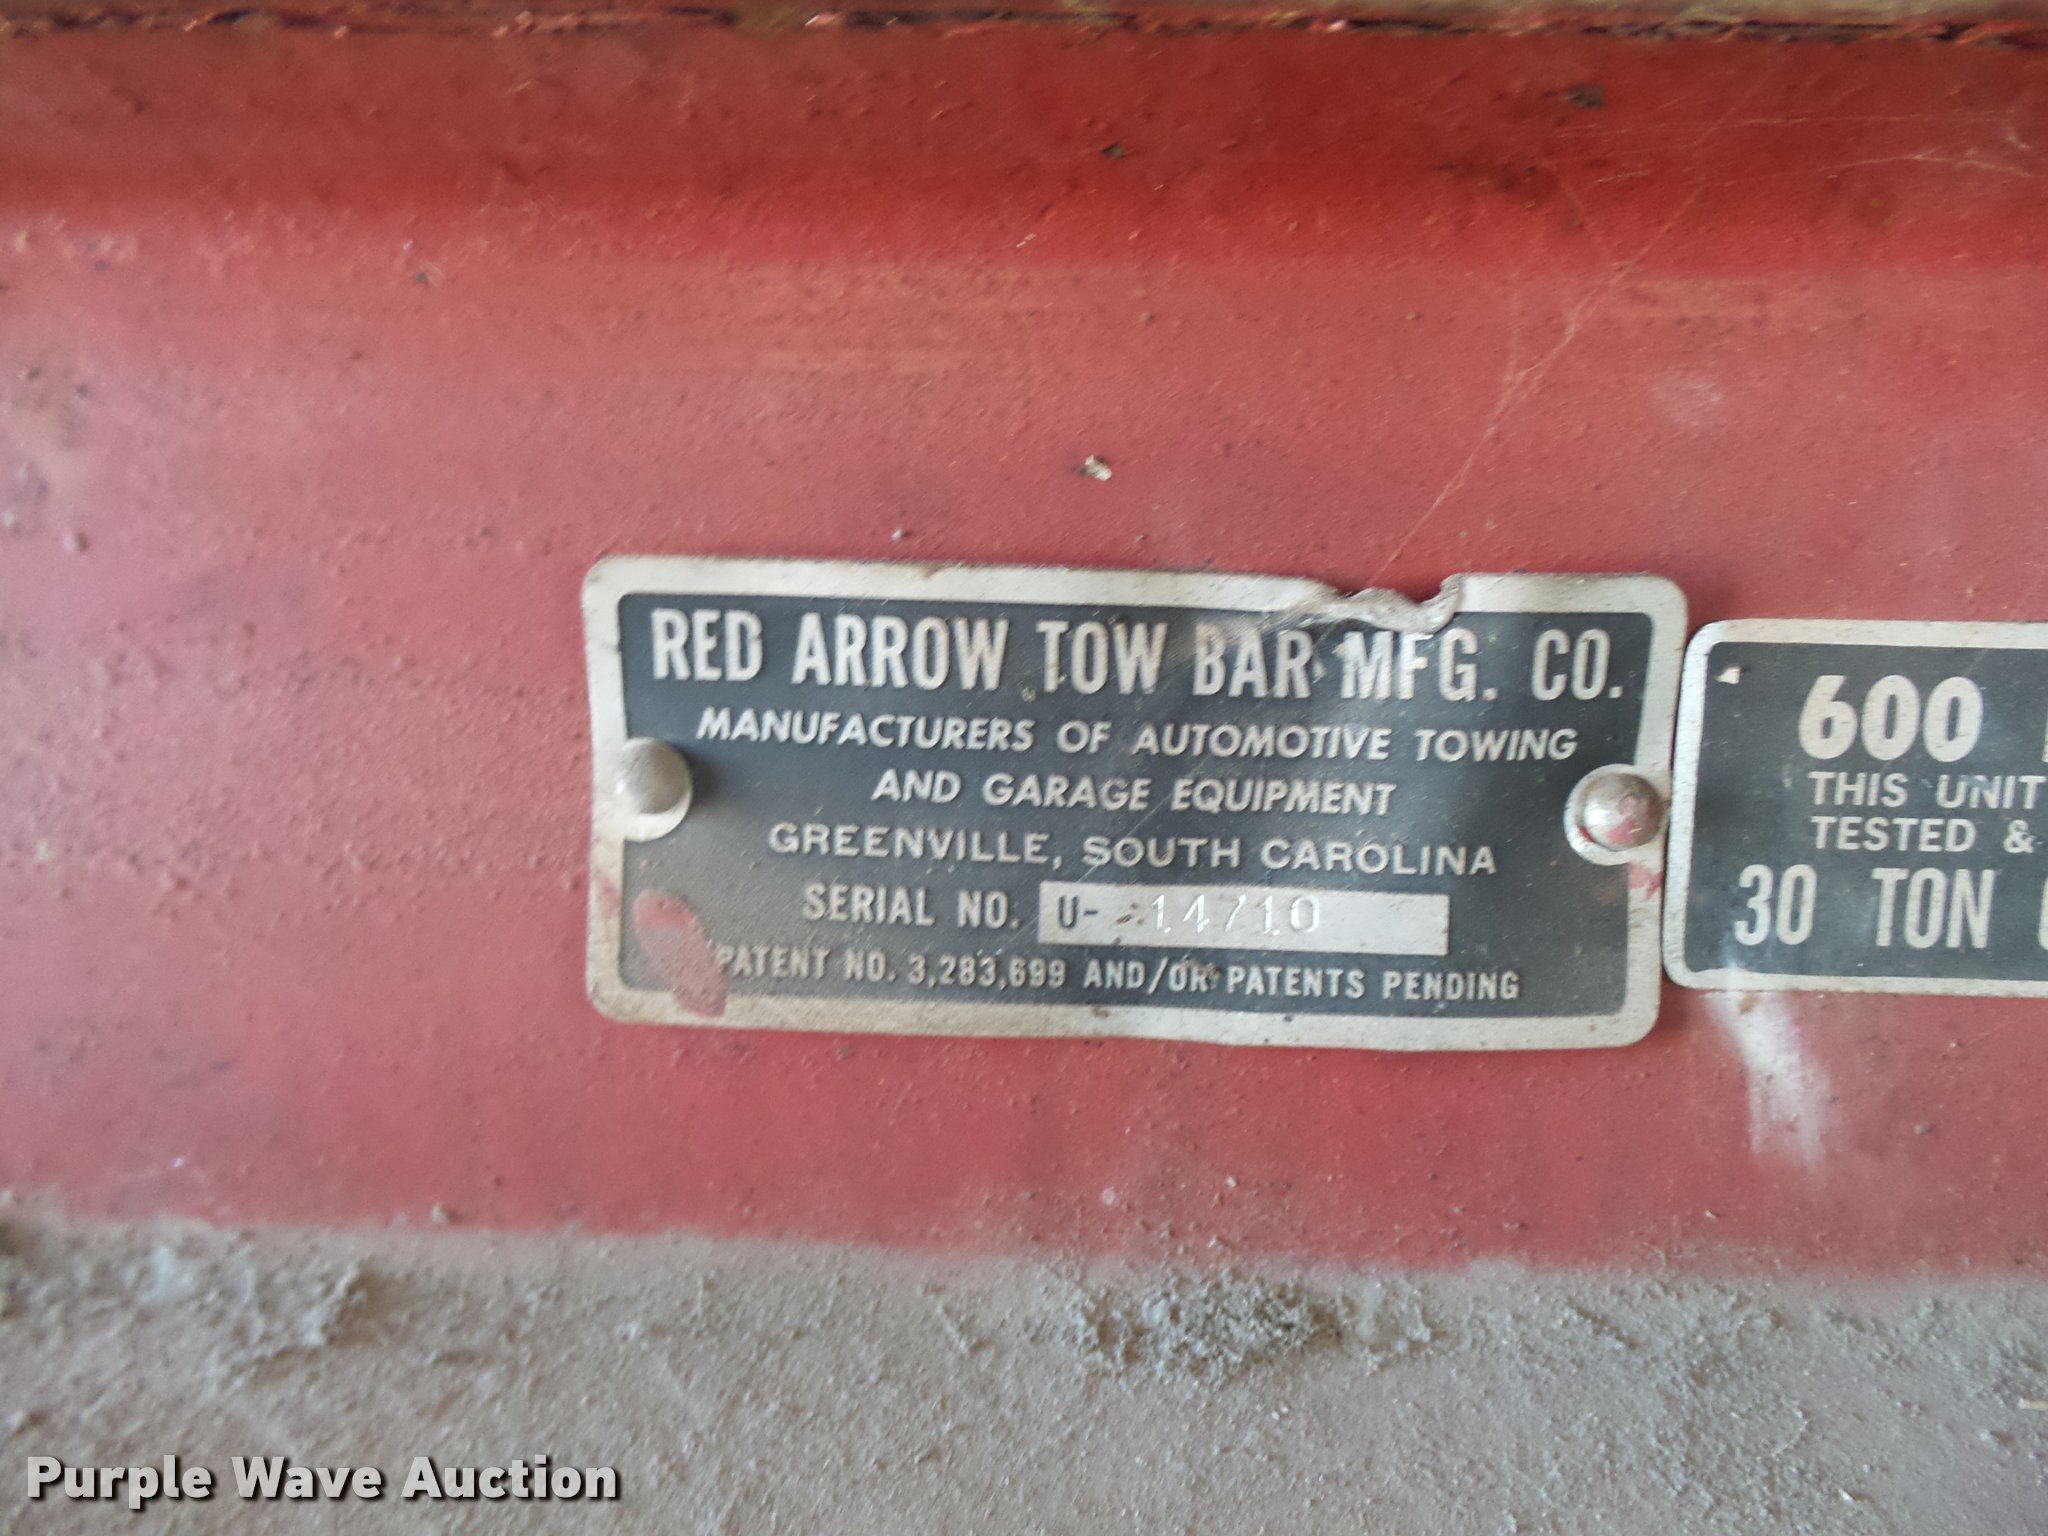 RED ARROW TOW BAR MFG. CO.
MANUFACTURERS OF AUTOMOTIVE TOWING
AND GARAGE EQUIPMENT
GREENVILLE, SOUTH CAROLINA
SERIAL NO. U- 14710
PATENT NO. 3,283,699 AND/OR PATENTS PENDING
600
THIS UNIT
TESTED &
30 TON
Purple Wave Auction